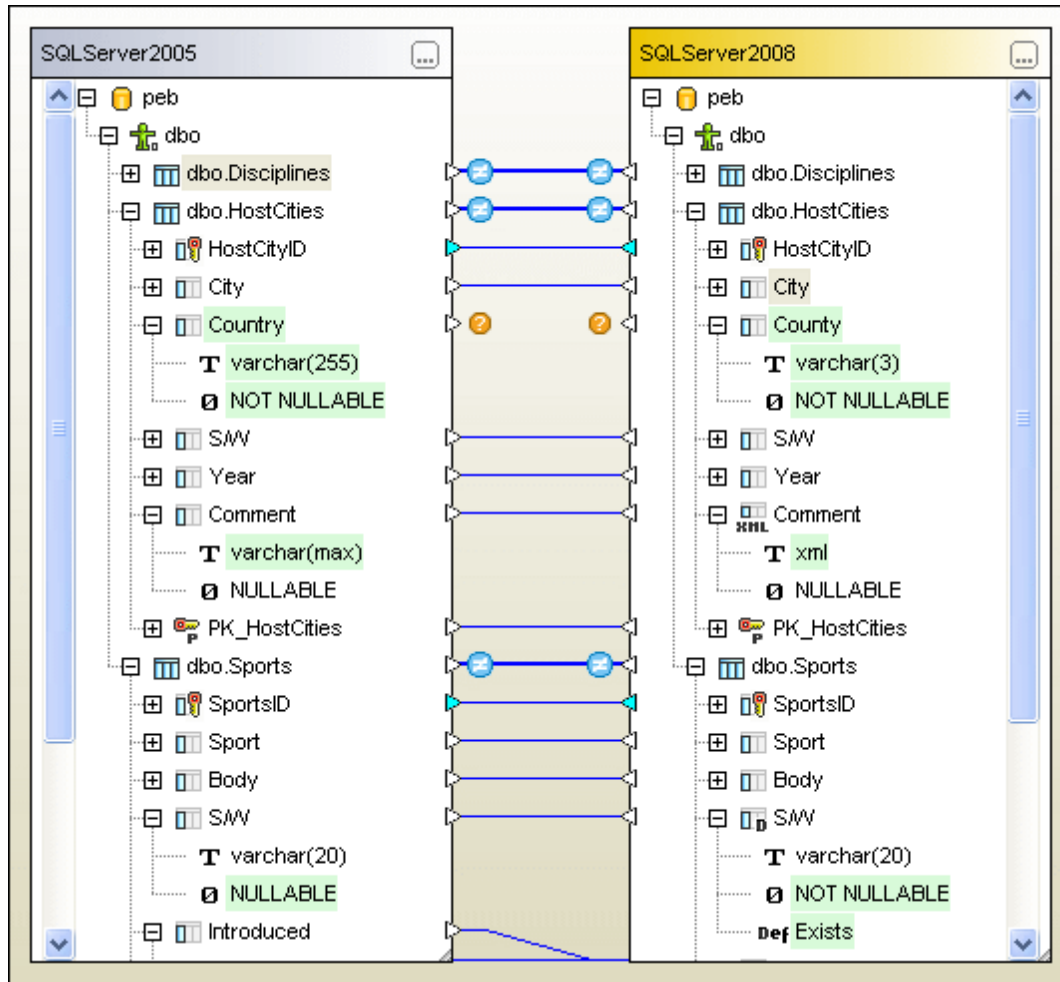 SQLServer2005
...
peb
dbo
dbo.Disciplines
dbo.HostCities
HostCityID
City
Country
T varchar(255)
Ø NOT NULLABLE
S/W
Year
Comment
T varchar(max)
Ø NULLABLE
P PK_HostCities
dbo.Sports
SportsID
Sport
Body
S/W
T varchar(20)
Ø NULLABLE
Introduced
≠ ≠
≠ ≠
? ?
≠ ≠
SQLServer2008
...
peb
dbo
dbo.Disciplines
dbo.HostCities
HostCityID
City
County
T varchar(3)
Ø NOT NULLABLE
S/W
Year
XML Comment
T xml
Ø NULLABLE
P PK_HostCities
dbo.Sports
SportsID
Sport
Body
D S/W
T varchar(20)
Ø NOT NULLABLE
Def Exists